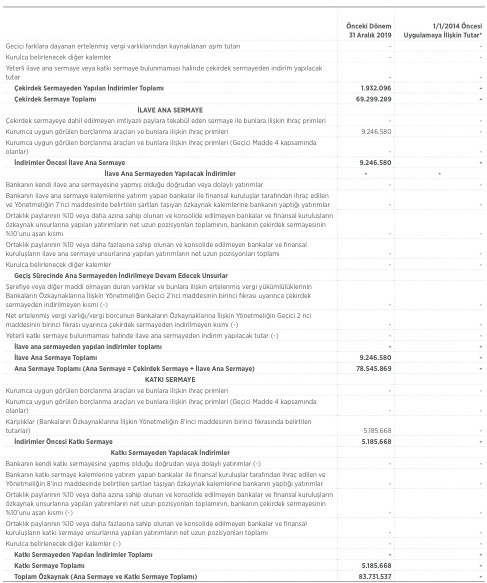 Önceki Dönem 1/1/2014 Öncesi
31 Aralık 2019 Uygulamaya İlişkin Tutar*
Geçici farklara dayanan ertelenmiş vergi varlıklarından kaynaklanan aşım tutarı - -
Kurulca belirlenecek diğer kalemler - -
Yeterli ilave ana sermaye veya katkı sermaye bulunmaması halinde çekirdek sermayeden indirim yapılacak
tutar - -
Çekirdek Sermayeden Yapılan İndirimler Toplamı 1.932.096 -
Çekirdek Sermaye Toplamı 69.299.289 -
İLAVE ANA SERMAYE
Çekirdek sermayeye dahil edilmeyen imtiyazlı paylara tekabül eden sermaye ile bunlara ilişkin ihraç primleri - -
Kurumca uygun görülen borçlanma araçları ve bunlara ilişkin ihraç primleri 9.246.580 -
Kurumca uygun görülen borçlanma araçları ve bunlara ilişkin ihraç primleri (Geçici Madde 4 kapsamında
olanlar) - -
İndirimler Öncesi İlave Ana Sermaye 9.246.580 -
İlave Ana Sermayeden Yapılacak İndirimler - -
Bankanın kendi ilave ana sermayesine yapmış olduğu doğrudan veya dolaylı yatırımlar - -
Bankanın ilave ana sermaye kalemlerine yatırım yapan bankalar ile finansal kuruluşlar tarafından ihraç edilen
ve Yönetmeliğin 7'nci maddesinde belirtilen şartları taşıyan özkaynak kalemlerine bankanın yaptığı yatırımlar - -
Ortaklık paylarının %10 veya daha azına sahip olunan ve konsolide edilmeyen bankalar ve finansal kuruluşların
özkaynak unsurlarına yapılan yatırımların net uzun pozisyonları toplamının, bankanın çekirdek sermayesinin
%10'unu aşan kısmı - -
Ortaklık paylarının %10 veya daha fazlasına sahip olunan ve konsolide edilmeyen bankalar ve finansal
kuruluşların ilave ana sermaye unsurlarına yapılan yatırımların net uzun pozisyonları toplamı - -
Kurulca belirlenecek diğer kalemler - -
Geçiş Sürecinde Ana Sermayeden İndirilmeye Devam Edecek Unsurlar
Şerefiye veya diğer maddi olmayan duran varlıklar ve bunlara ilişkin ertelenmiş vergi yükümlülüklerinin
Bankaların Özkaynaklarına İlişkin Yönetmeliğin Geçici 2'nci maddesinin birinci fıkrası uyarınca çekirdek
sermayeden indirilmeyen kısmı (-) - -
Net ertelenmiş vergi varlığı/vergi borcunun Bankaların Özkaynaklarına İlişkin Yönetmeliğin Geçici 2 nci
maddesinin birinci fıkrası uyarınca çekirdek sermayeden indirilmeyen kısmı (-) - -
Yeterli katkı sermaye bulunmaması halinde ilave ana sermayeden indirim yapılacak tutar (-) - -
İlave ana sermayeden yapılan indirimler toplamı - -
İlave Ana Sermaye Toplamı 9.246.580 -
Ana Sermaye Toplamı (Ana Sermaye = Çekirdek Sermaye + İlave Ana Sermaye) 78.545.869 -
KATKI SERMAYE
Kurumca uygun görülen borçlanma araçları ve bunlara ilişkin ihraç primleri - -
Kurumca uygun görülen borçlanma araçları ve bunlara ilişkin ihraç primleri (Geçici Madde 4 kapsamında
olanlar) - -
Karşılıklar (Bankaların Özkaynaklarına İlişkin Yönetmeliğin 8'inci maddesinin birinci fıkrasında belirtilen
tutarlar) 5.185.668 -
İndirimler Öncesi Katkı Sermaye 5.185.668 -
Katkı Sermayeden Yapılacak İndirimler
Bankanın kendi katkı sermayesine yapmış olduğu doğrudan veya dolaylı yatırımlar (-) - -
Bankanın katkı sermaye kalemlerine yatırım yapan bankalar ile finansal kuruluşlar tarafından ihraç edilen ve
Yönetmeliğin 8'inci maddesinde belirtilen şartları taşıyan özkaynak kalemlerine bankanın yaptığı yatırımlar - -
Ortaklık paylarının %10 veya daha azına sahip olunan ve konsolide edilmeyen bankalar ve finansal kuruluşların
özkaynak unsurlarına yapılan yatırımların net uzun pozisyonları toplamının, bankanın çekirdek sermayesinin
%10'unu aşan kısmı (-) - -
Ortaklık paylarının %10 veya daha fazlasına sahip olunan ve konsolide edilmeyen bankalar ve finansal
kuruluşların katkı sermaye unsurlarına yapılan yatırımların net uzun pozisyonları toplamı - -
Kurulca belirlenecek diğer kalemler (-) - -
Katkı Sermayeden Yapılan İndirimler Toplamı - -
Katkı Sermaye Toplamı 5.185.668 -
Toplam Özkaynak (Ana Sermaye ve Katkı Sermaye Toplamı) 83.731.537 -